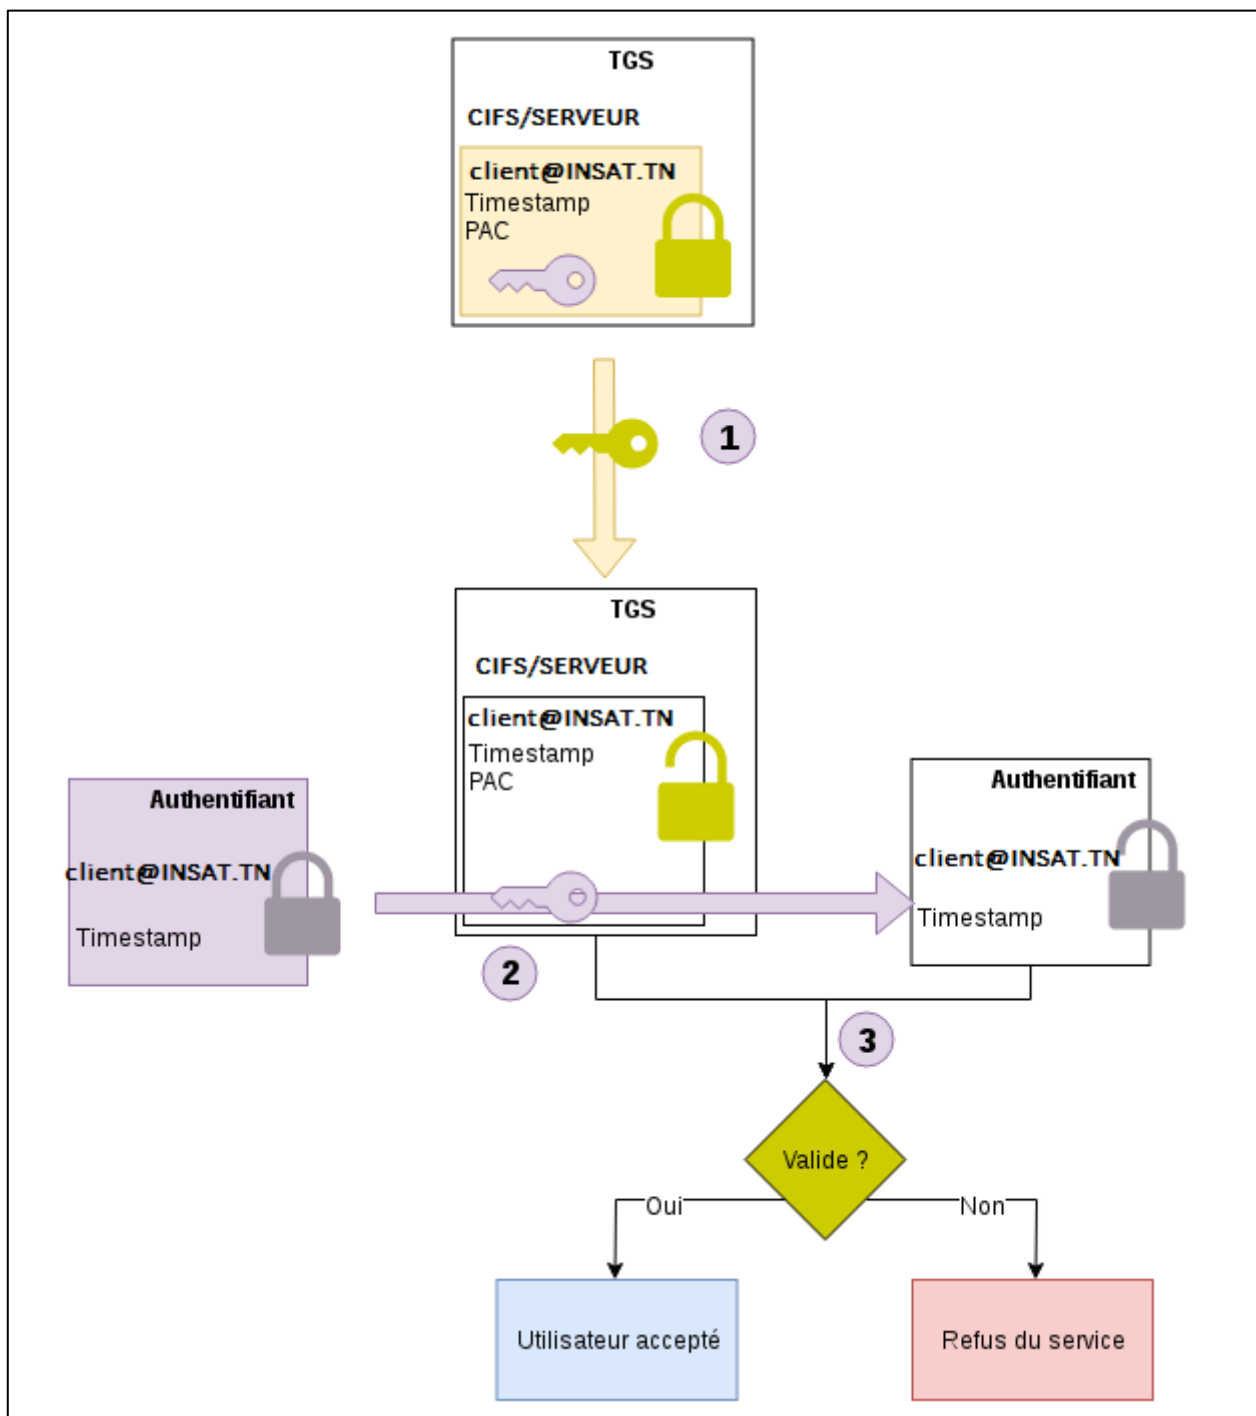 TGS
CIFS/SERVEUR
client@INSAT.TN
Timestamp
PAC
1
TGS
CIFS/SERVEUR
client@INSAT.TN
Timestamp
PAC
Authentifiant
client@INSAT.TN
Timestamp
Authentifiant
client@INSAT.TN
Timestamp
2
3
Valide ?
Oui
Non
Utilisateur accepté
Refus du service